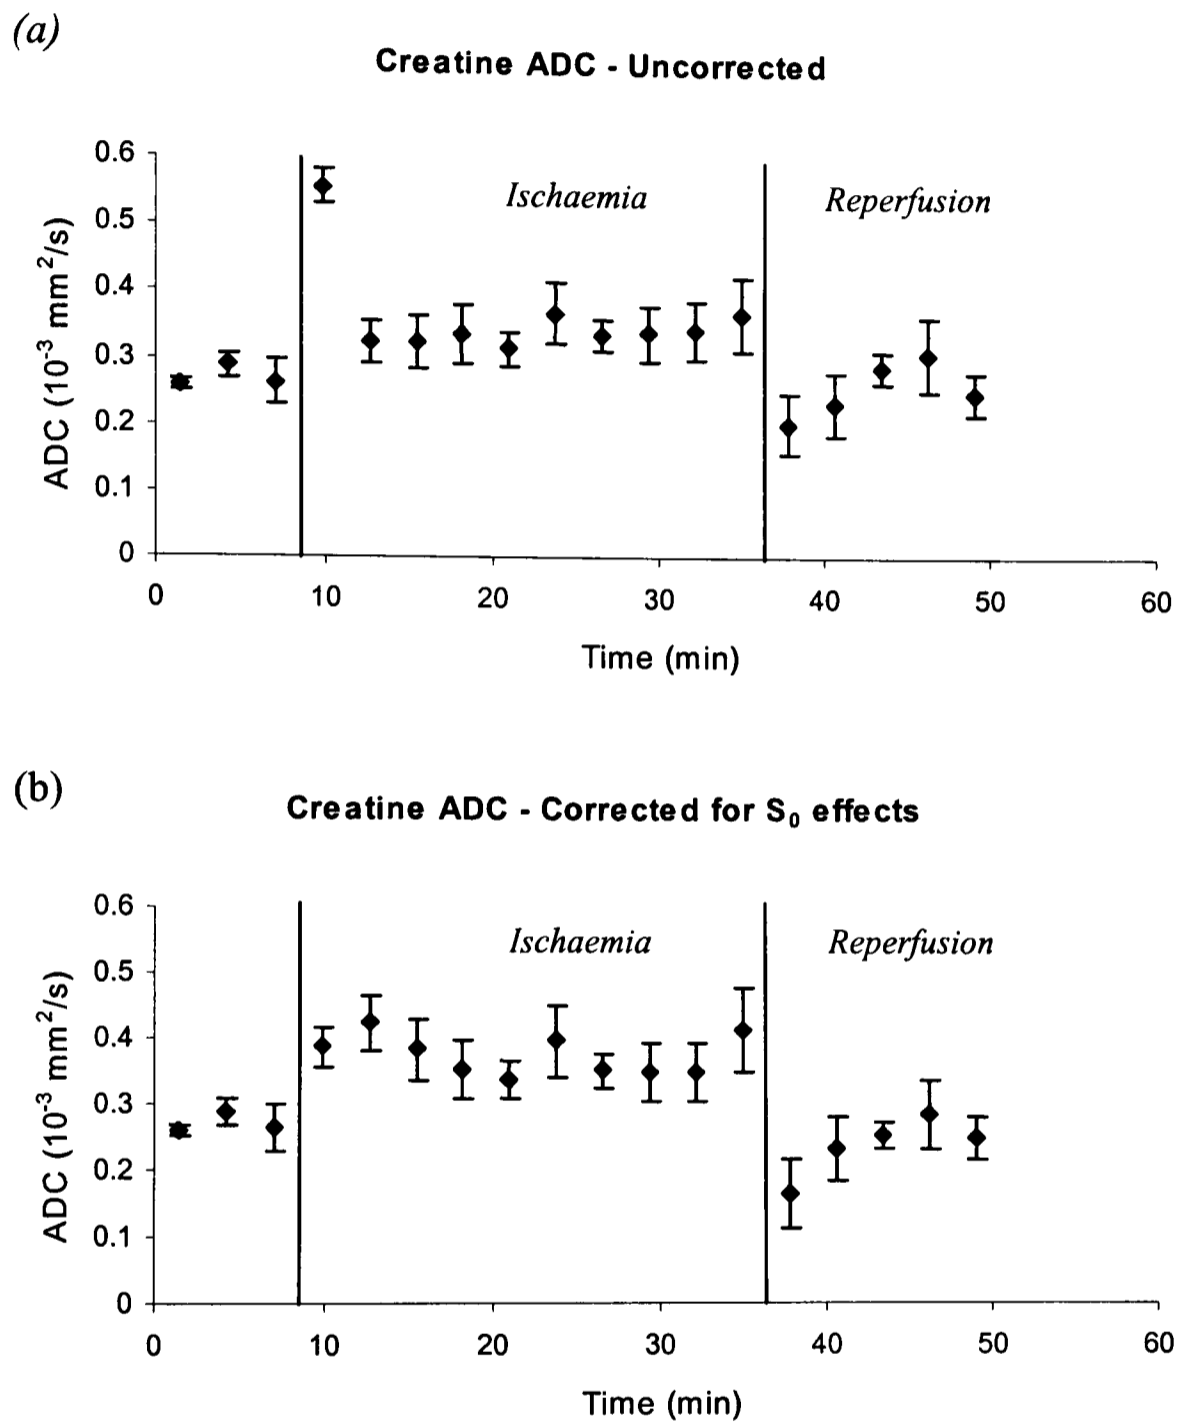 (a)
Creatine ADC - Uncorrected
0.6
0.5
0.4
0.3
0.2
0.1
0
ADC (10⁻³ mm²/s)
Ischaemia
Reperfusion
0 10 20 30 40 50 60
Time (min)
(b)
Creatine ADC - Corrected for S₀ effects
0.6
0.5
0.4
0.3
0.2
0.1
0
ADC (10⁻³ mm²/s)
Ischaemia
Reperfusion
0 10 20 30 40 50 60
Time (min)